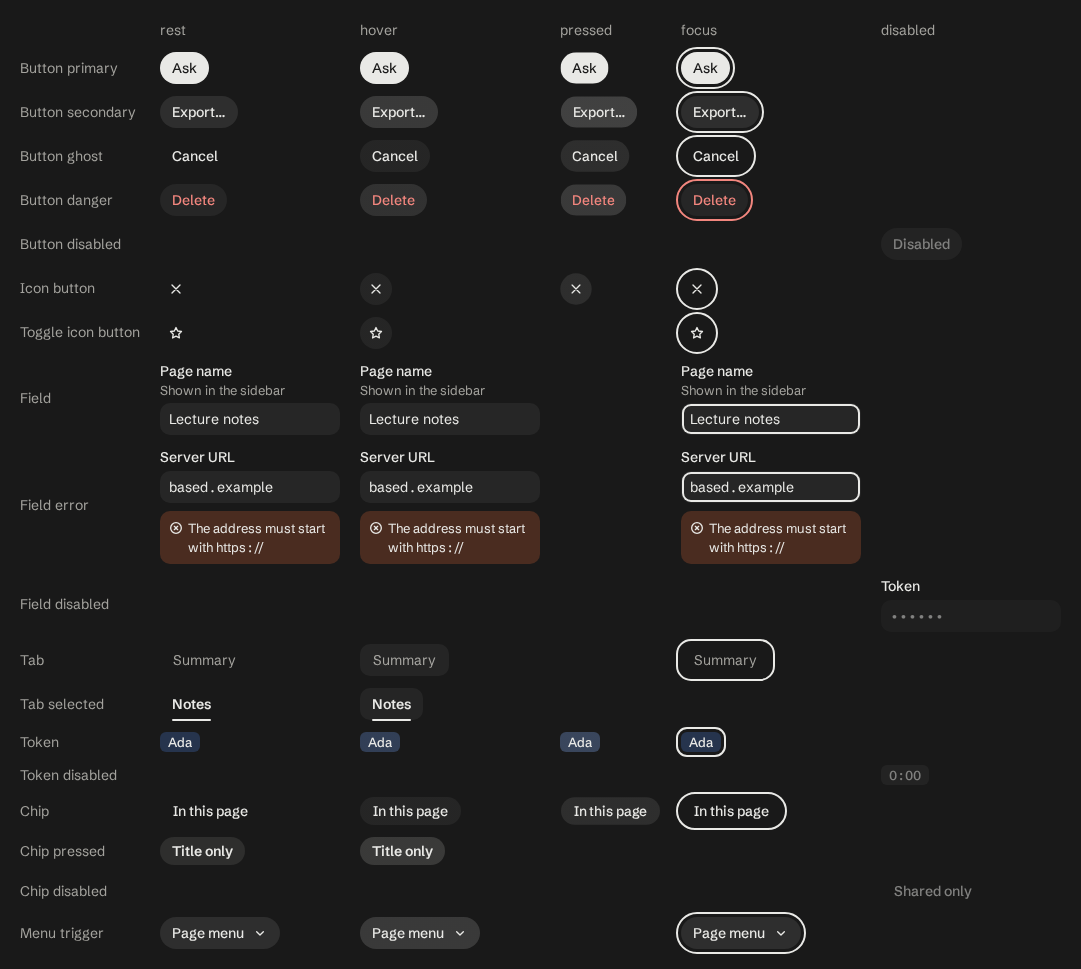 rest hover pressed focus disabled
Button primary Ask Ask Ask Ask
Button secondary Export… Export… Export… Export…
Button ghost Cancel Cancel Cancel Cancel
Button danger Delete Delete Delete Delete
Button disabled Disabled
Icon button
Toggle icon button
Page name Page name Page name
Shown in the sidebar Shown in the sidebar Shown in the sidebar
Field
Lecture notes Lecture notes Lecture notes
Server URL Server URL Server URL
based.example based.example based.example
Field error
The address must start The address must start The address must start
with https:// with https:// with https://
Token
Field disabled ••••••
Tab Summary Summary Summary
Tab selected Notes Notes
Token Ada Ada Ada Ada
Token disabled 0:00
Chip In this page In this page In this page In this page
Chip pressed Title only Title only
Chip disabled Shared only
Menu trigger Page menu Page menu Page menu